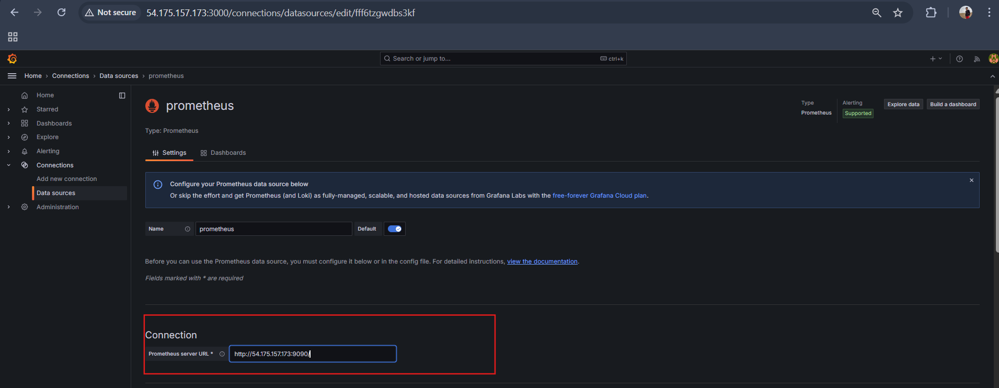 Not secure 54.175.157.173:3000/connections/datasources/edit/fff6tzgwdbs3kf
Search or jump to... ctrl+k
Home › Connections › Data sources › prometheus
Home
Starred
Dashboards
Explore
Alerting
Connections
Add new connection
Data sources
Administration
prometheus
Type
Prometheus
Alerting
Supported
Explore data
Build a dashboard
Type: Prometheus
Settings Dashboards
Configure your Prometheus data source below
Or skip the effort and get Prometheus (and Loki) as fully-managed, scalable, and hosted data sources from Grafana Labs with the free-forever Grafana Cloud plan.
Name prometheus Default
Before you can use the Prometheus data source, you must configure it below or in the config file. For detailed instructions, view the documentation.
Fields marked with * are required
Connection
Prometheus server URL * http://54.175.157.173:9090/